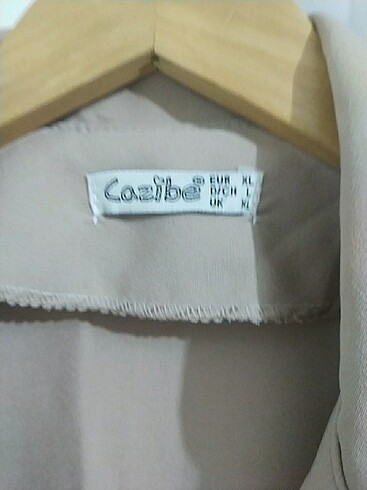 Cazibe ® EUR XL
D/CH L
UK XL